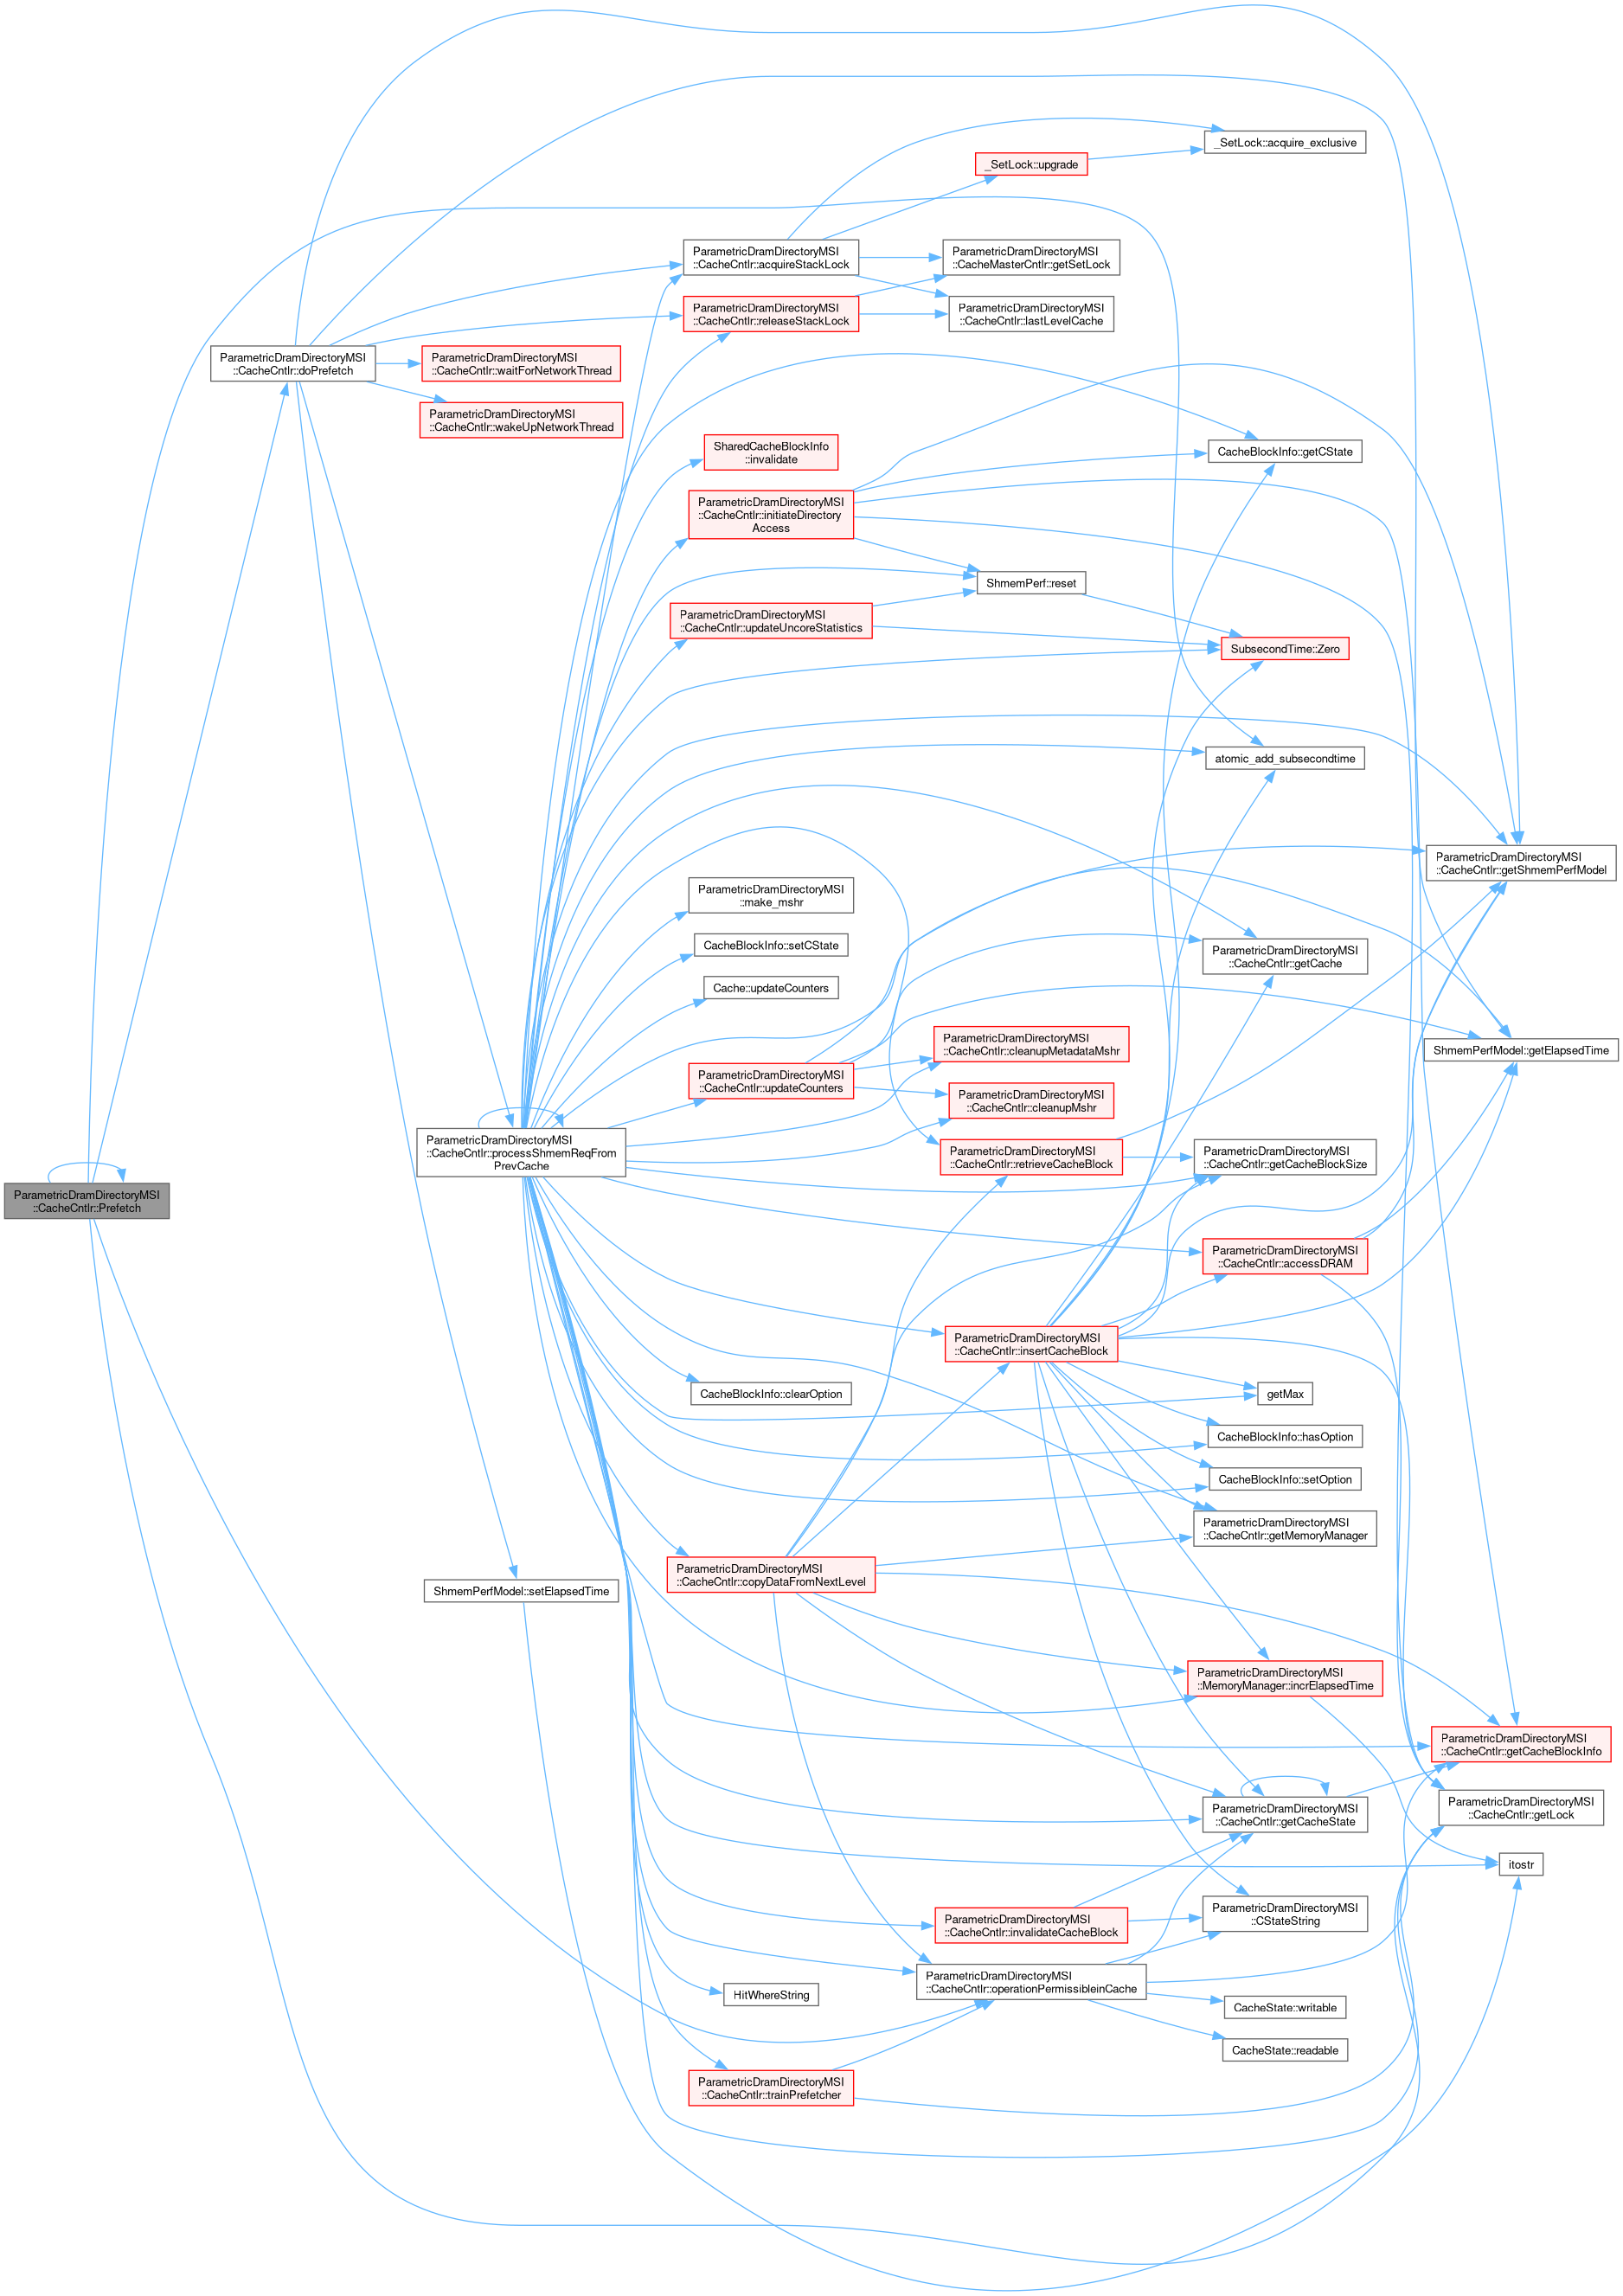 _SetLock::acquire_exclusive
_SetLock::upgrade
ParametricDramDirectoryMSI
::CacheCntlr::acquireStackLock
ParametricDramDirectoryMSI
::CacheMasterCntlr::getSetLock
ParametricDramDirectoryMSI
::CacheCntlr::releaseStackLock
ParametricDramDirectoryMSI
::CacheCntlr::lastLevelCache
ParametricDramDirectoryMSI
::CacheCntlr::doPrefetch
ParametricDramDirectoryMSI
::CacheCntlr::waitForNetworkThread
ParametricDramDirectoryMSI
::CacheCntlr::wakeUpNetworkThread
SharedCacheBlockInfo
::invalidate
CacheBlockInfo::getCState
ParametricDramDirectoryMSI
::CacheCntlr::initiateDirectory
Access
ShmemPerf::reset
ParametricDramDirectoryMSI
::CacheCntlr::updateUncoreStatistics
SubsecondTime::Zero
atomic_add_subsecondtime
ParametricDramDirectoryMSI
::CacheCntlr::getShmemPerfModel
ParametricDramDirectoryMSI
::make_mshr
CacheBlockInfo::setCState
ParametricDramDirectoryMSI
::CacheCntlr::getCache
Cache::updateCounters
ParametricDramDirectoryMSI
::CacheCntlr::cleanupMetadataMshr
ShmemPerfModel::getElapsedTime
ParametricDramDirectoryMSI
::CacheCntlr::updateCounters
ParametricDramDirectoryMSI
::CacheCntlr::cleanupMshr
ParametricDramDirectoryMSI
::CacheCntlr::processShmemReqFrom
PrevCache
ParametricDramDirectoryMSI
::CacheCntlr::retrieveCacheBlock
ParametricDramDirectoryMSI
::CacheCntlr::getCacheBlockSize
ParametricDramDirectoryMSI
::CacheCntlr::Prefetch
ParametricDramDirectoryMSI
::CacheCntlr::accessDRAM
ParametricDramDirectoryMSI
::CacheCntlr::insertCacheBlock
CacheBlockInfo::clearOption
getMax
CacheBlockInfo::hasOption
CacheBlockInfo::setOption
ParametricDramDirectoryMSI
::CacheCntlr::getMemoryManager
ParametricDramDirectoryMSI
::CacheCntlr::copyDataFromNextLevel
ShmemPerfModel::setElapsedTime
ParametricDramDirectoryMSI
::MemoryManager::incrElapsedTime
ParametricDramDirectoryMSI
::CacheCntlr::getCacheBlockInfo
ParametricDramDirectoryMSI
::CacheCntlr::getLock
ParametricDramDirectoryMSI
::CacheCntlr::getCacheState
itostr
ParametricDramDirectoryMSI
::CStateString
ParametricDramDirectoryMSI
::CacheCntlr::invalidateCacheBlock
ParametricDramDirectoryMSI
::CacheCntlr::operationPermissibleinCache
HitWhereString
CacheState::writable
CacheState::readable
ParametricDramDirectoryMSI
::CacheCntlr::trainPrefetcher